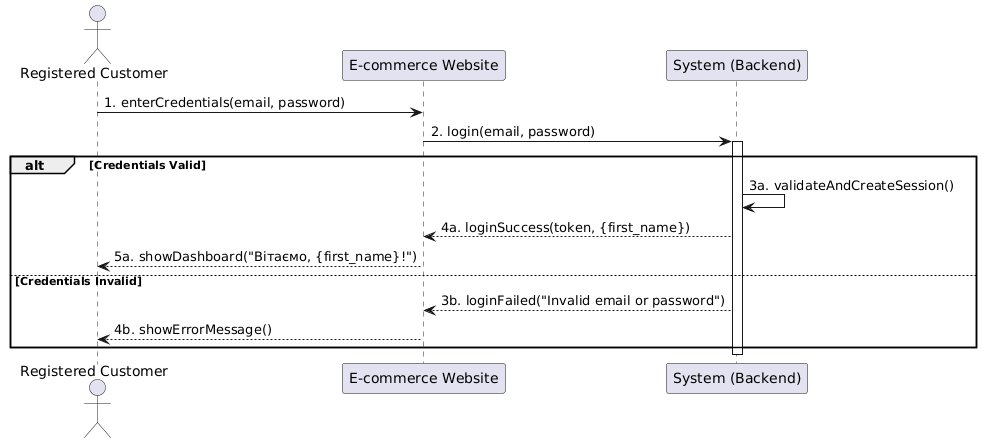 Registered Customer
E-commerce Website
System (Backend)
1. enterCredentials(email, password)
2. login(email, password)
alt
[Credentials Valid]
3a. validateAndCreateSession()
4a. loginSuccess(token, {first_name})
5a. showDashboard("Вітаємо, {first_name}!")
[Credentials Invalid]
3b. loginFailed("Invalid email or password")
4b. showErrorMessage()
Registered Customer
E-commerce Website
System (Backend)